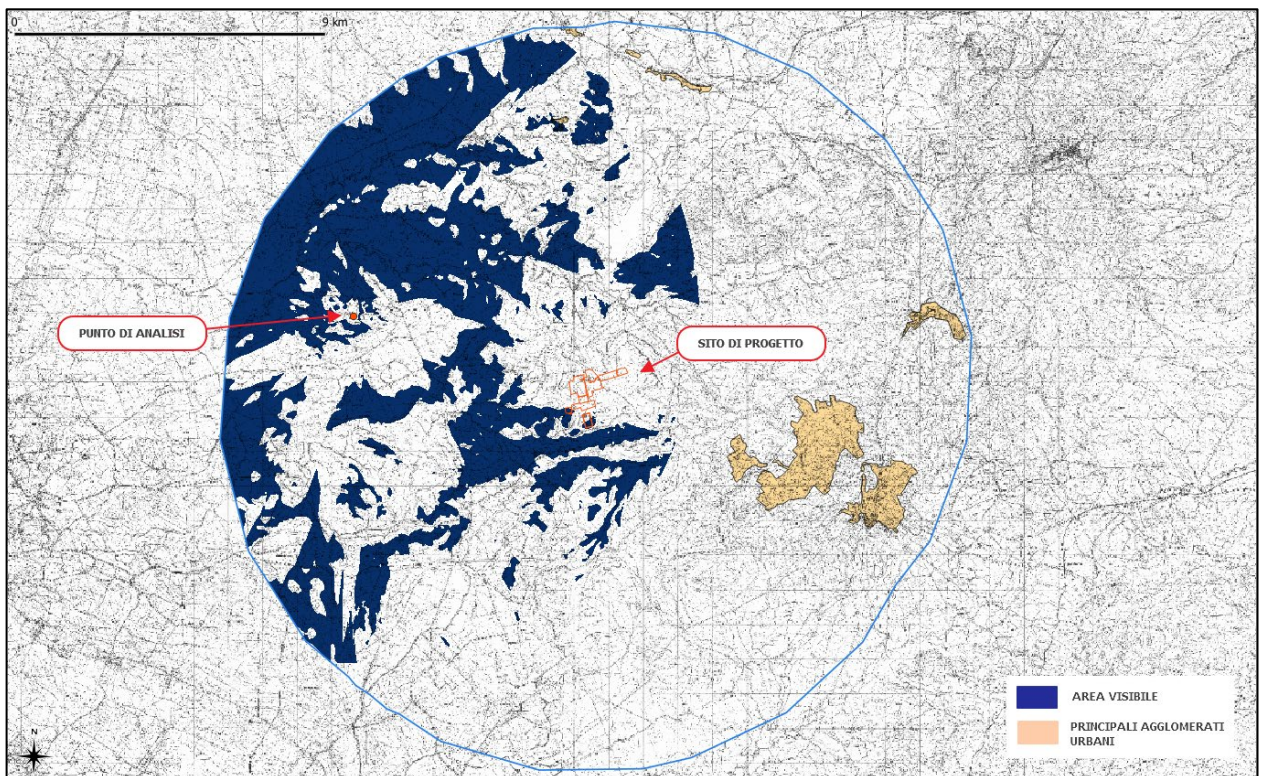 0
9 km
PUNTO DI ANALISI
SITO DI PROGETTO
AREA VISIBILE
PRINCIPALI AGGLOMERATI
URBANI
N